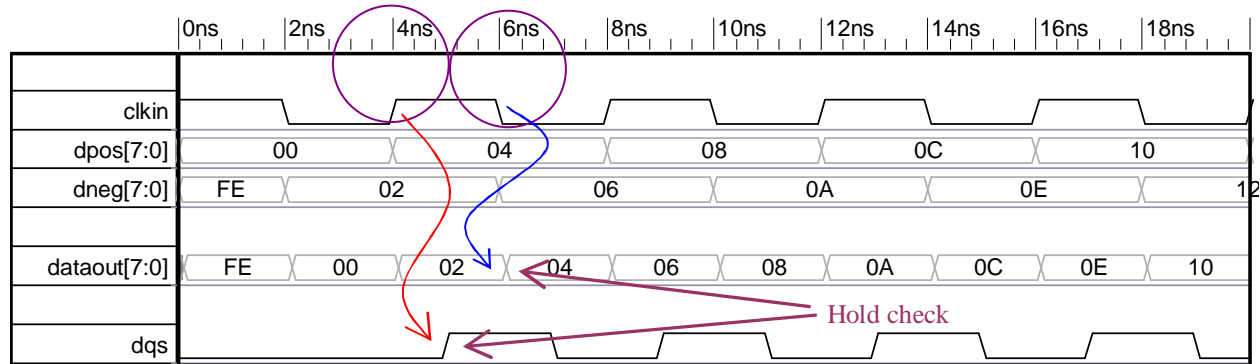 0ns 2ns 4ns 6ns 8ns 10ns 12ns 14ns 16ns 18ns
clkin
dpos[7:0] 00 04 08 0C 10
dneg[7:0] FE 02 06 0A 0E 12
dataout[7:0] FE 00 02 04 06 08 0A 0C 0E 10
Hold check
dqs